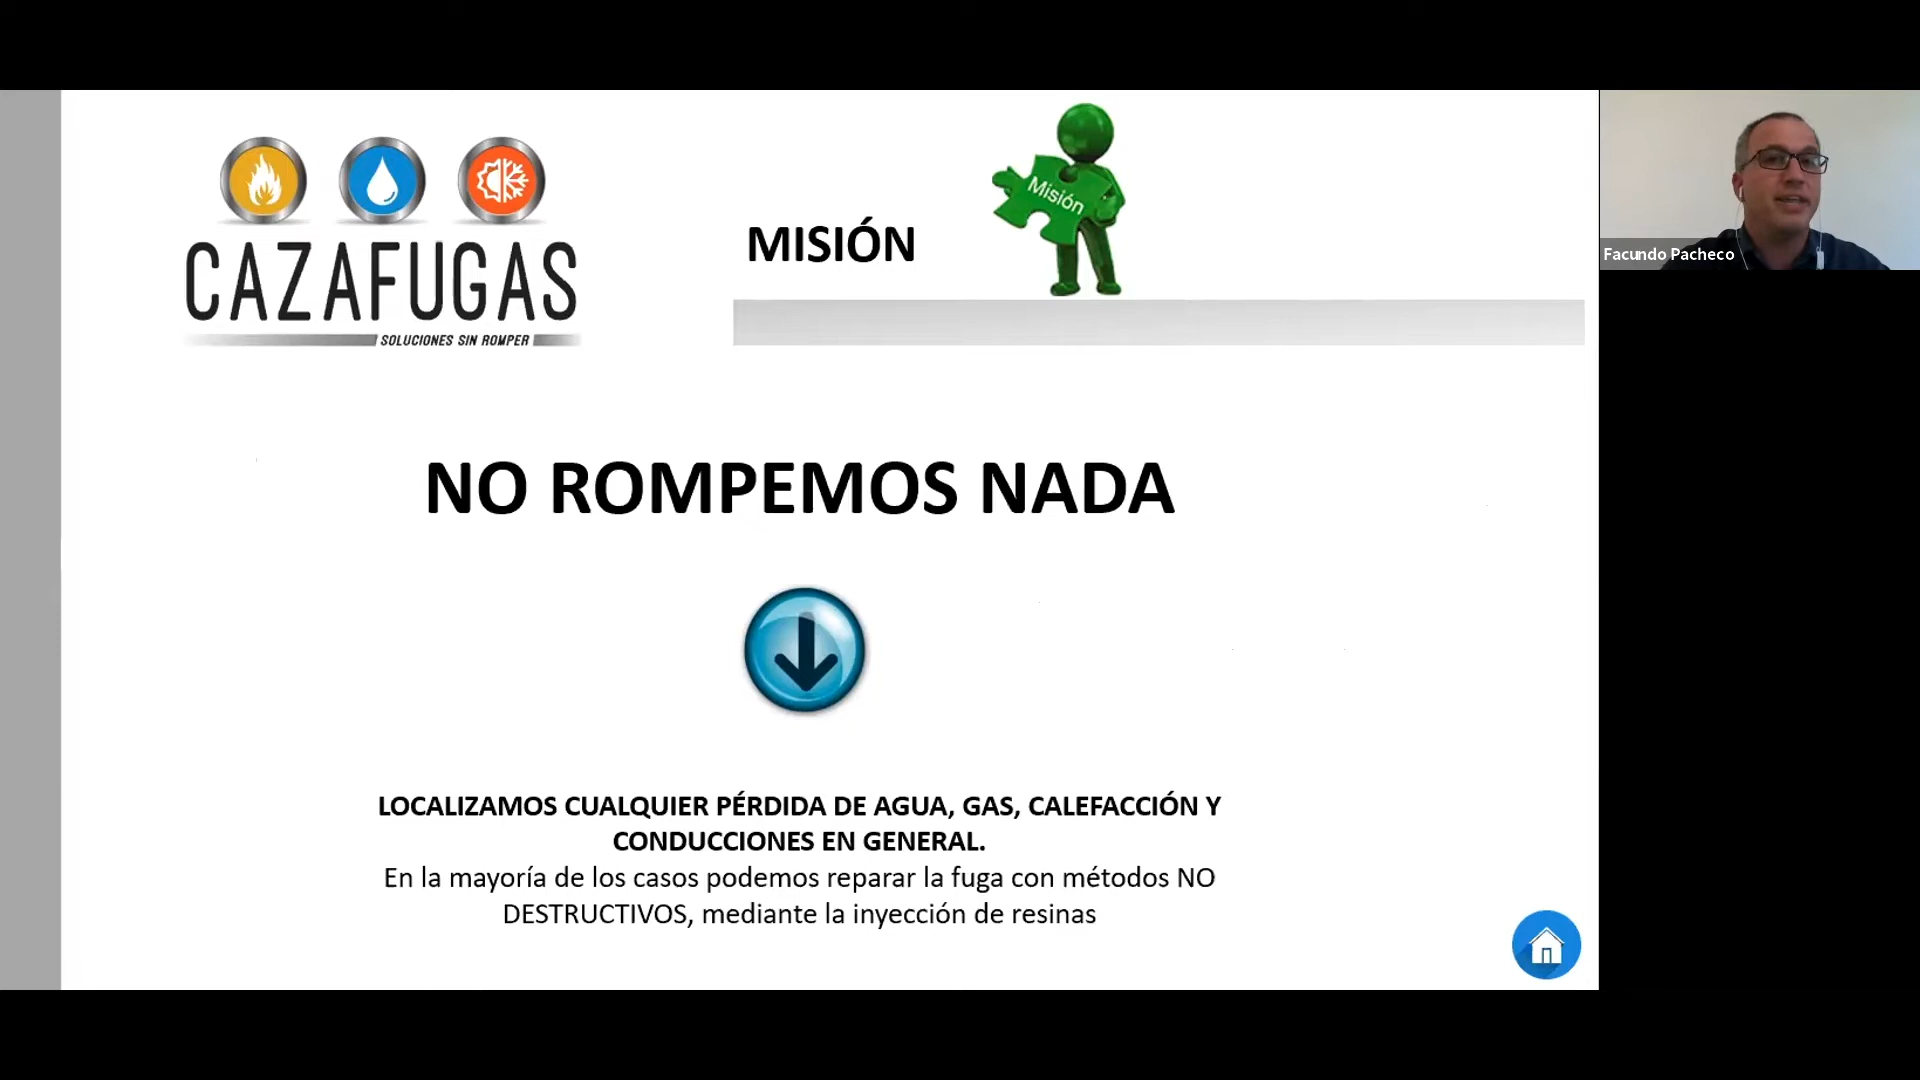 CAZAFUGAS
SOLUCIONES SIN ROMPER
MISIÓN
Misión
Facundo Pacheco
NO ROMPEMOS NADA
LOCALIZAMOS CUALQUIER PÉRDIDA DE AGUA, GAS, CALEFACCIÓN Y
CONDUCCIONES EN GENERAL.
En la mayoría de los casos podemos reparar la fuga con métodos NO
DESTRUCTIVOS, mediante la inyección de resinas